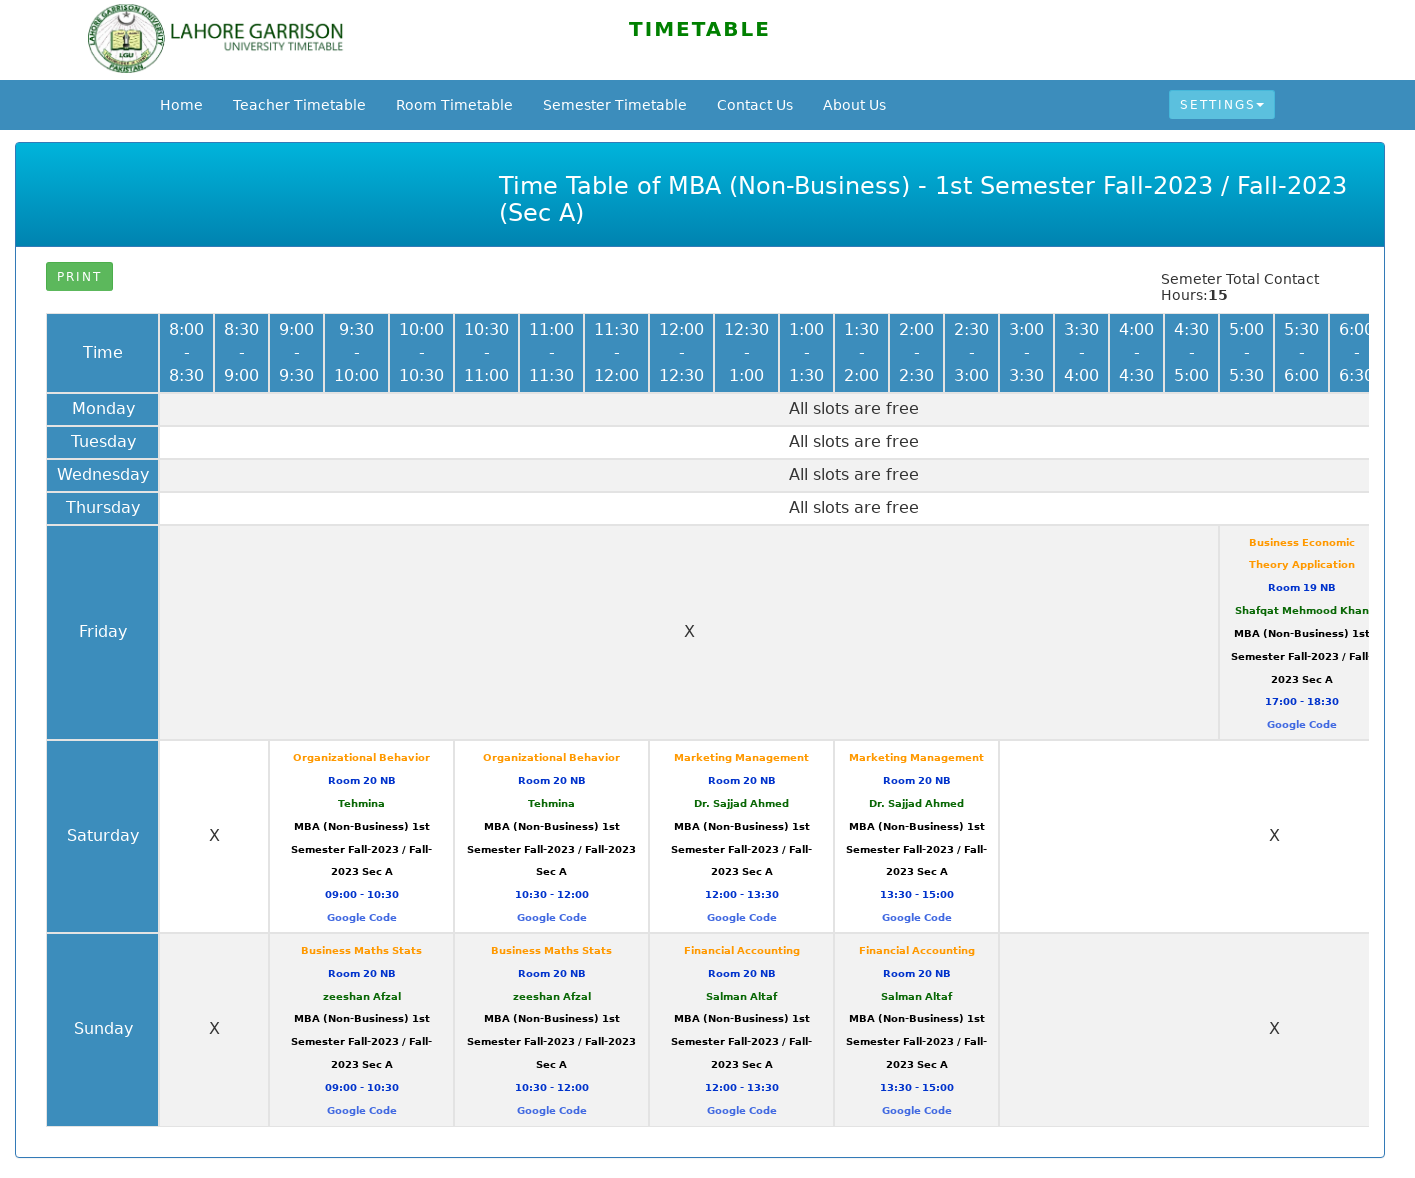 LAHORE GARRISON
UNIVERSITY TIMETABLE
TIMETABLE
Home Teacher Timetable Room Timetable Semester Timetable Contact Us About Us SETTINGS
Time Table of MBA (Non-Business) - 1st Semester Fall-2023 / Fall-2023
(Sec A)
PRINT
Semeter Total Contact
Hours:15
Time
8:00 - 8:30
8:30 - 9:00
9:00 - 9:30
9:30 - 10:00
10:00 - 10:30
10:30 - 11:00
11:00 - 11:30
11:30 - 12:00
12:00 - 12:30
12:30 - 1:00
1:00 - 1:30
1:30 - 2:00
2:00 - 2:30
2:30 - 3:00
3:00 - 3:30
3:30 - 4:00
4:00 - 4:30
4:30 - 5:00
5:00 - 5:30
5:30 - 6:00
6:00 - 6:30
Monday All slots are free
Tuesday All slots are free
Wednesday All slots are free
Thursday All slots are free
Friday
X
Business Economic
Theory Application
Room 19 NB
Shafqat Mehmood Khan
MBA (Non-Business) 1st
Semester Fall-2023 / Fall-
2023 Sec A
17:00 - 18:30
Google Code
Saturday
X
Organizational Behavior
Room 20 NB
Tehmina
MBA (Non-Business) 1st
Semester Fall-2023 / Fall-
2023 Sec A
09:00 - 10:30
Google Code
Organizational Behavior
Room 20 NB
Tehmina
MBA (Non-Business) 1st
Semester Fall-2023 / Fall-2023
Sec A
10:30 - 12:00
Google Code
Marketing Management
Room 20 NB
Dr. Sajjad Ahmed
MBA (Non-Business) 1st
Semester Fall-2023 / Fall-
2023 Sec A
12:00 - 13:30
Google Code
Marketing Management
Room 20 NB
Dr. Sajjad Ahmed
MBA (Non-Business) 1st
Semester Fall-2023 / Fall-
2023 Sec A
13:30 - 15:00
Google Code
X
Sunday
X
Business Maths Stats
Room 20 NB
zeeshan Afzal
MBA (Non-Business) 1st
Semester Fall-2023 / Fall-
2023 Sec A
09:00 - 10:30
Google Code
Business Maths Stats
Room 20 NB
zeeshan Afzal
MBA (Non-Business) 1st
Semester Fall-2023 / Fall-2023
Sec A
10:30 - 12:00
Google Code
Financial Accounting
Room 20 NB
Salman Altaf
MBA (Non-Business) 1st
Semester Fall-2023 / Fall-
2023 Sec A
12:00 - 13:30
Google Code
Financial Accounting
Room 20 NB
Salman Altaf
MBA (Non-Business) 1st
Semester Fall-2023 / Fall-
2023 Sec A
13:30 - 15:00
Google Code
X